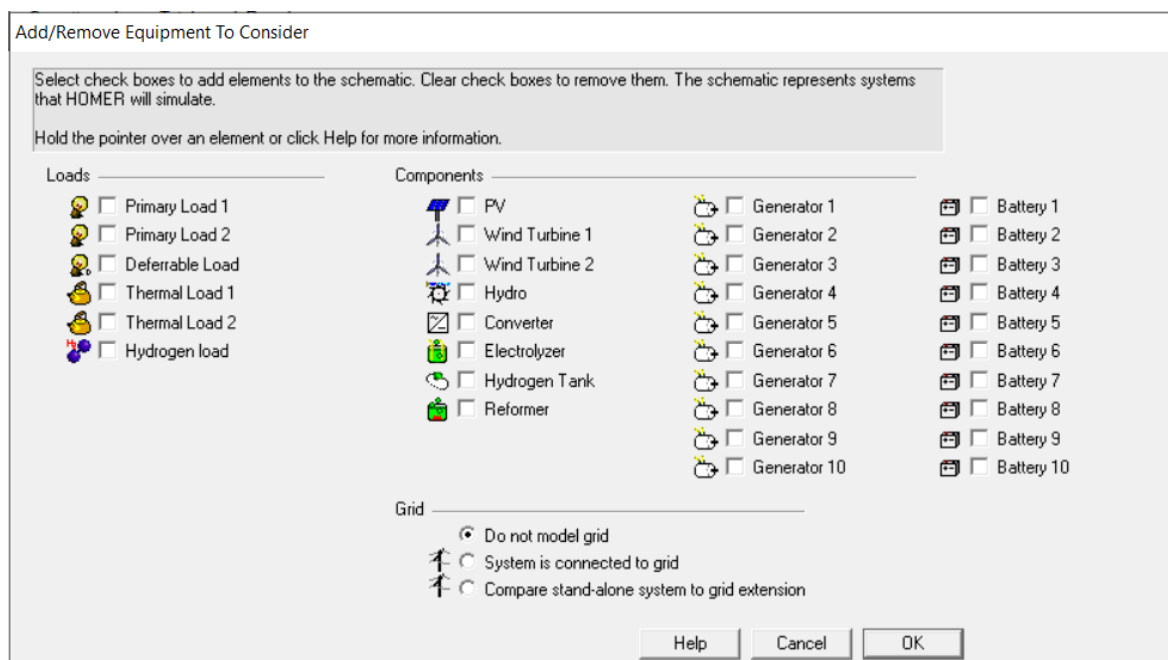 Add/Remove Equipment To Consider
Select check boxes to add elements to the schematic. Clear check boxes to remove them. The schematic represents systems
that HOMER will simulate.
Hold the pointer over an element or click Help for more information.
Loads
Primary Load 1
Primary Load 2
Deferrable Load
Thermal Load 1
Thermal Load 2
Hydrogen load
Components
PV
Wind Turbine 1
Wind Turbine 2
Hydro
Converter
Electrolyzer
Hydrogen Tank
Reformer
Generator 1
Generator 2
Generator 3
Generator 4
Generator 5
Generator 6
Generator 7
Generator 8
Generator 9
Generator 10
Battery 1
Battery 2
Battery 3
Battery 4
Battery 5
Battery 6
Battery 7
Battery 8
Battery 9
Battery 10
Grid
Do not model grid
System is connected to grid
Compare stand-alone system to grid extension
Help
Cancel
OK